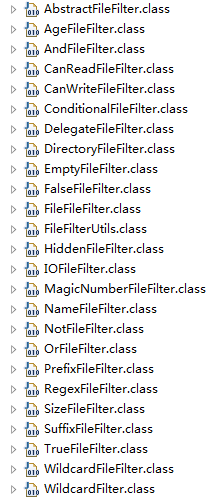 AbstractFileFilter.class
AgeFileFilter.class
AndFileFilter.class
CanReadFileFilter.class
CanWriteFileFilter.class
ConditionalFileFilter.class
DelegateFileFilter.class
DirectoryFileFilter.class
EmptyFileFilter.class
FalseFileFilter.class
FileFileFilter.class
FileFilterUtils.class
HiddenFileFilter.class
IOFileFilter.class
MagicNumberFileFilter.class
NameFileFilter.class
NotFileFilter.class
OrFileFilter.class
PrefixFileFilter.class
RegexFileFilter.class
SizeFileFilter.class
SuffixFileFilter.class
TrueFileFilter.class
WildcardFileFilter.class
WildcardFilter.class